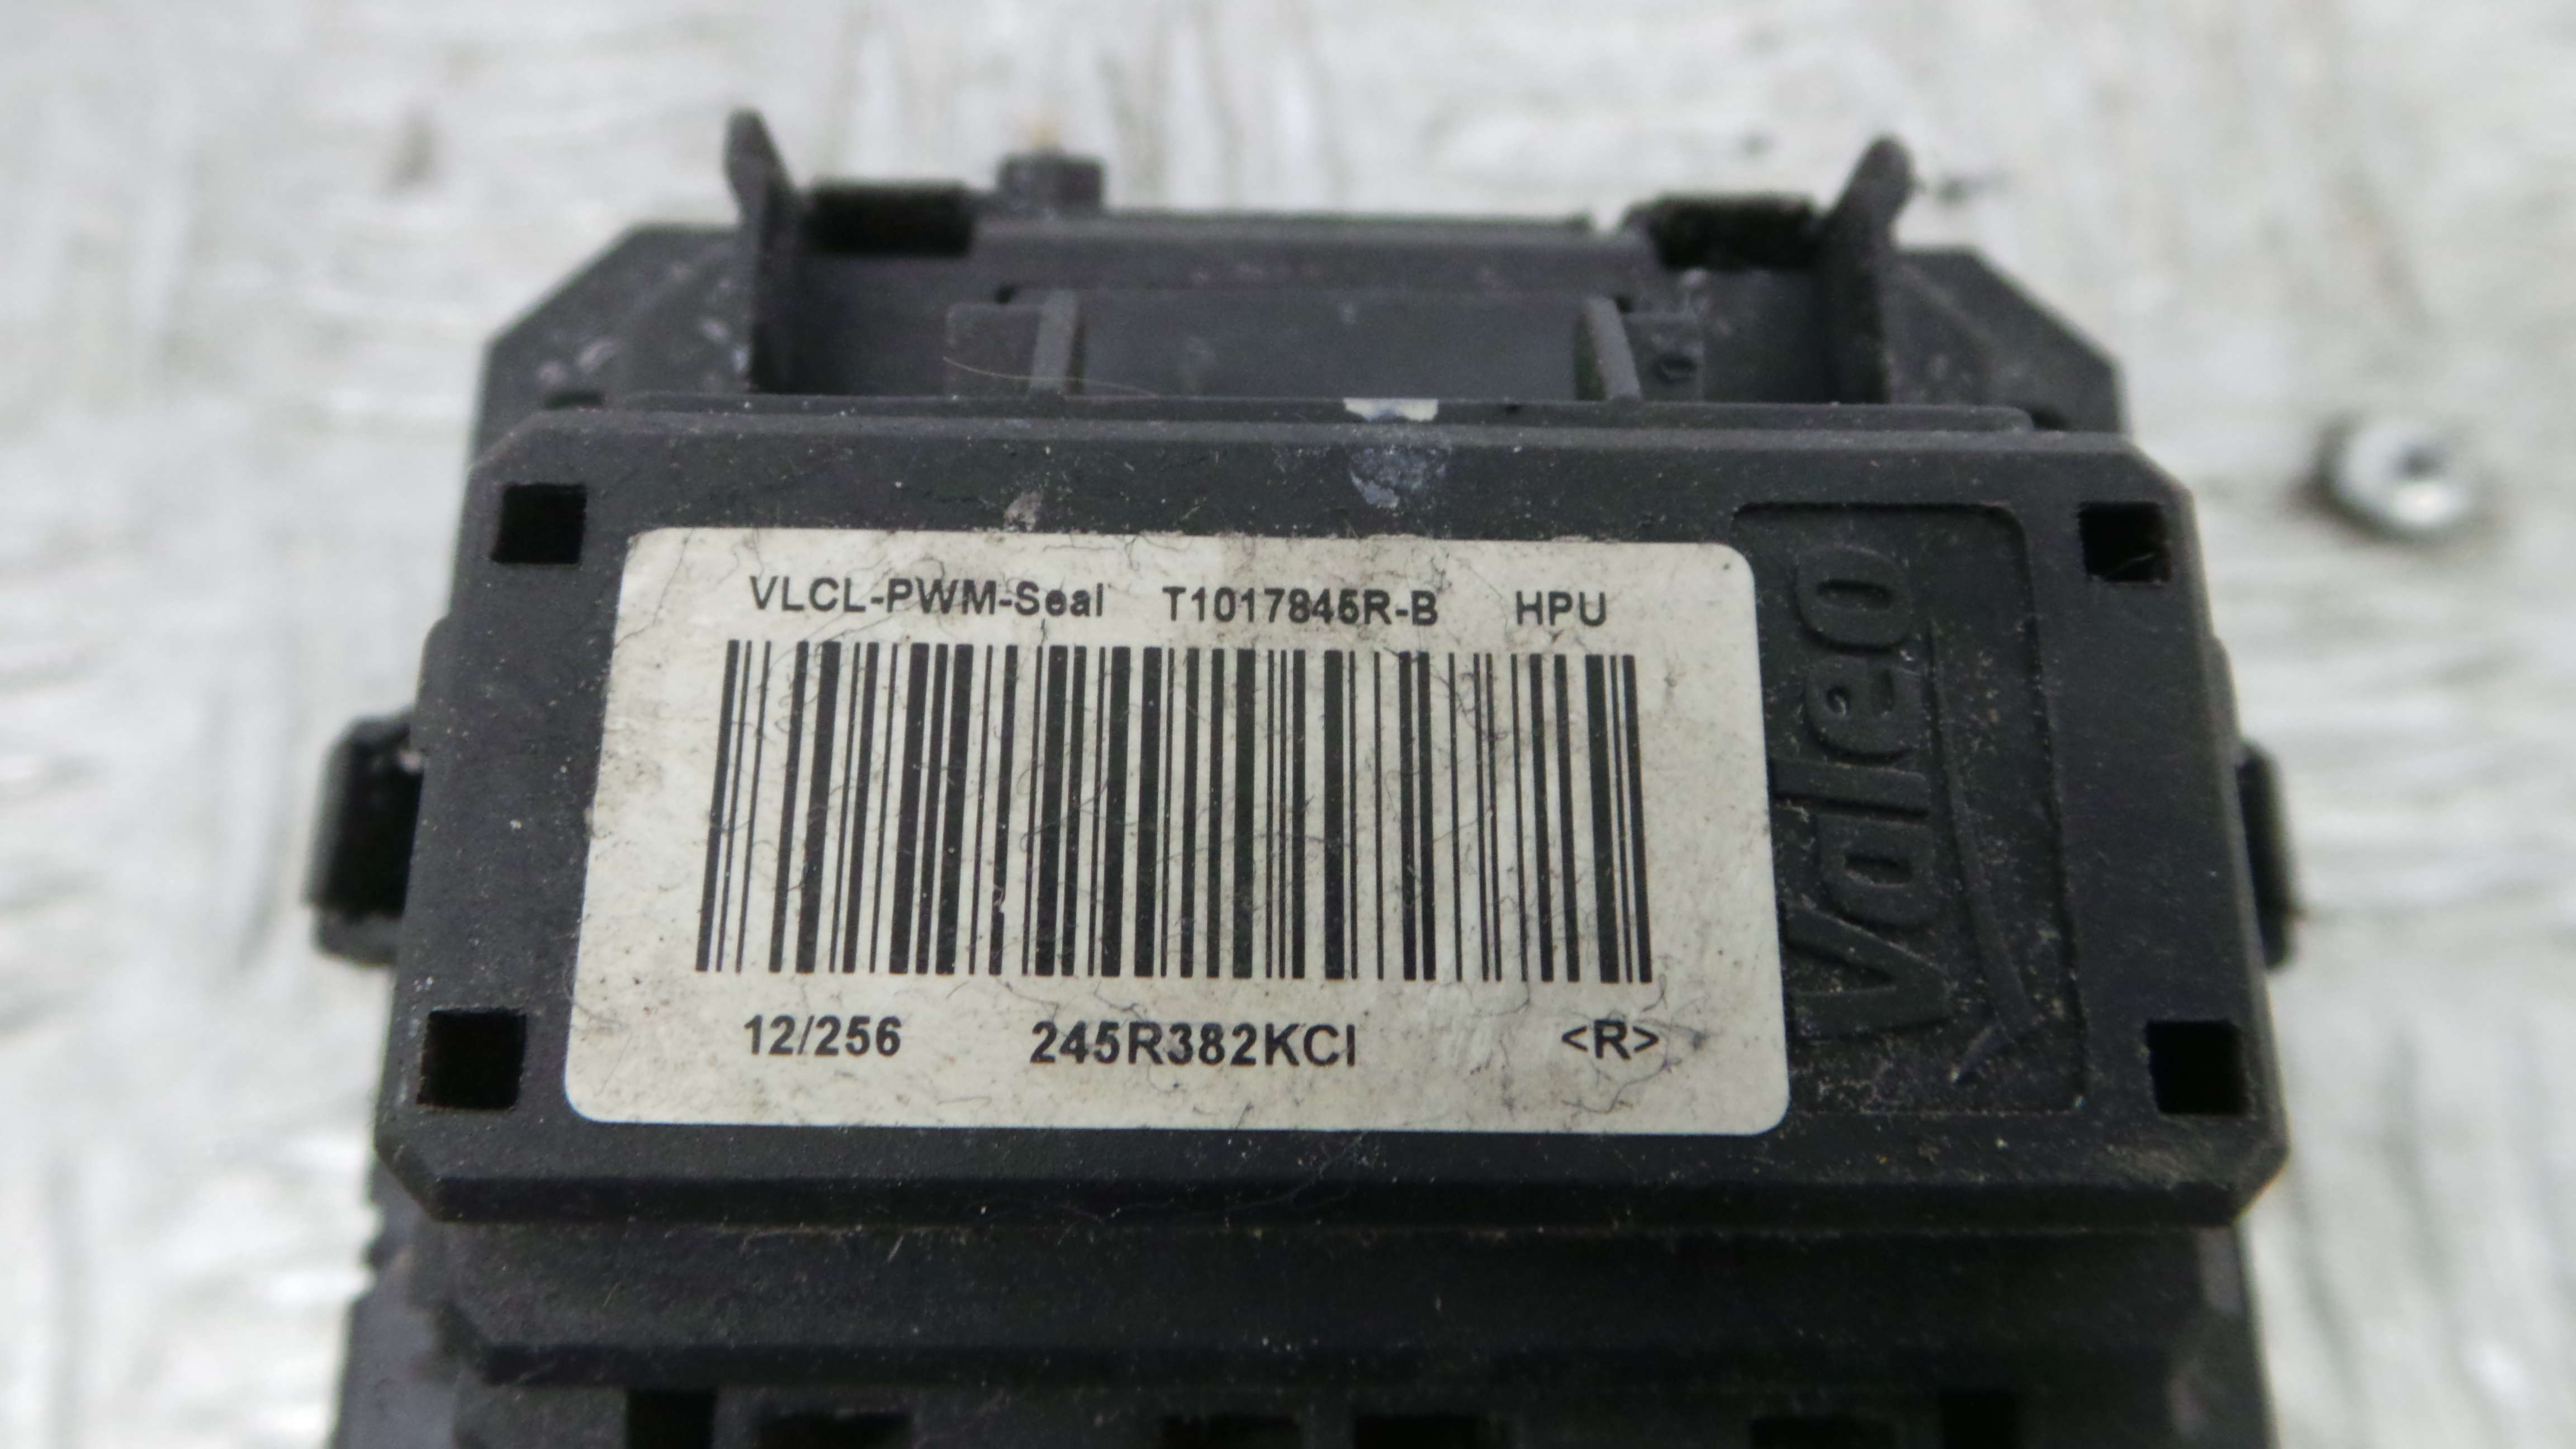 VLCL-PWM-Seal T1017845R-B HPU
12/256 245R382KCI <R>
Valeo